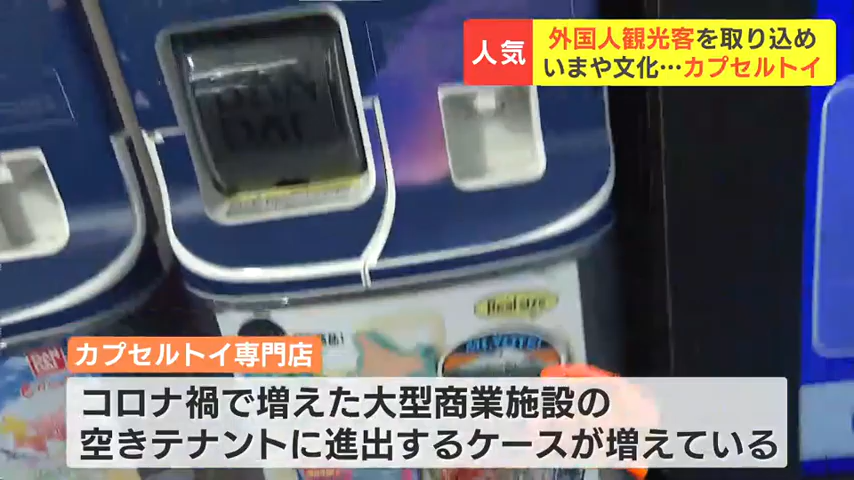 人気
外国人観光客を取り込め
いまや文化…カプセルトイ
Real size
カプセルトイ専門店
コロナ禍で増えた大型商業施設の
空きテナントに進出するケースが増えている